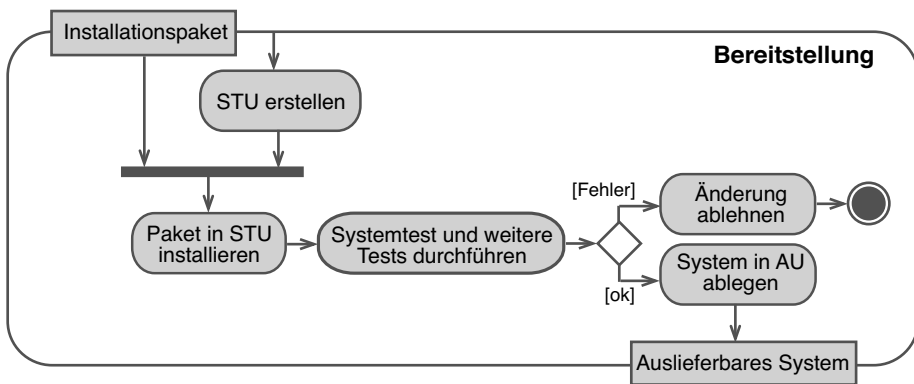 Installationspaket
Bereitstellung
STU erstellen
[Fehler]
Änderung
ablehnen
Paket in STU
installieren
Systemtest und weitere
Tests durchführen
System in AU
ablegen
[ok]
Auslieferbares System